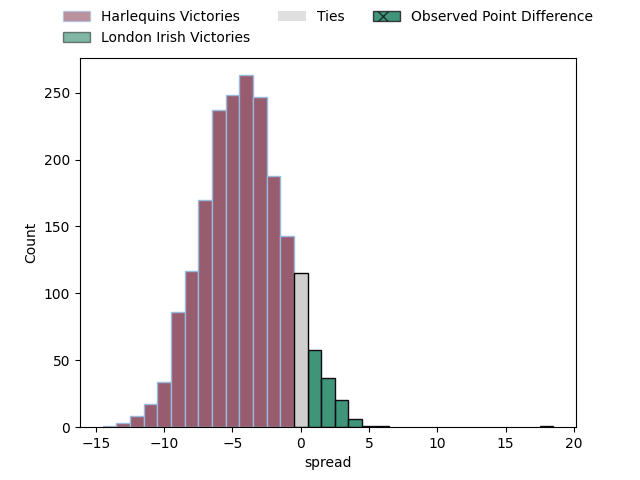 Harlequins Victories
London Irish Victories
Ties
Observed Point Difference
250
200
150
100
50
0
Count
−15
−10
−5
0
5
10
15
20
spread